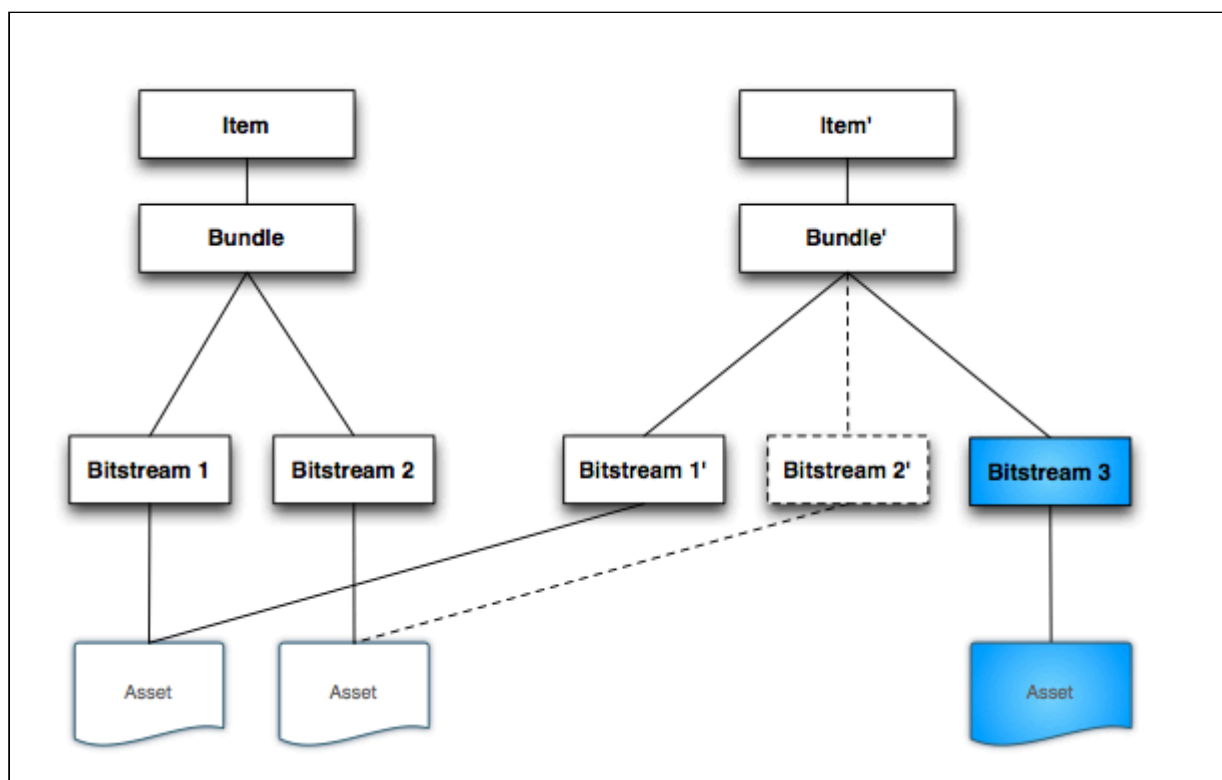 Item
Item'
Bundle
Bundle'
Bitstream 1
Bitstream 2
Bitstream 1'
Bitstream 2'
Bitstream 3
Asset
Asset
Asset